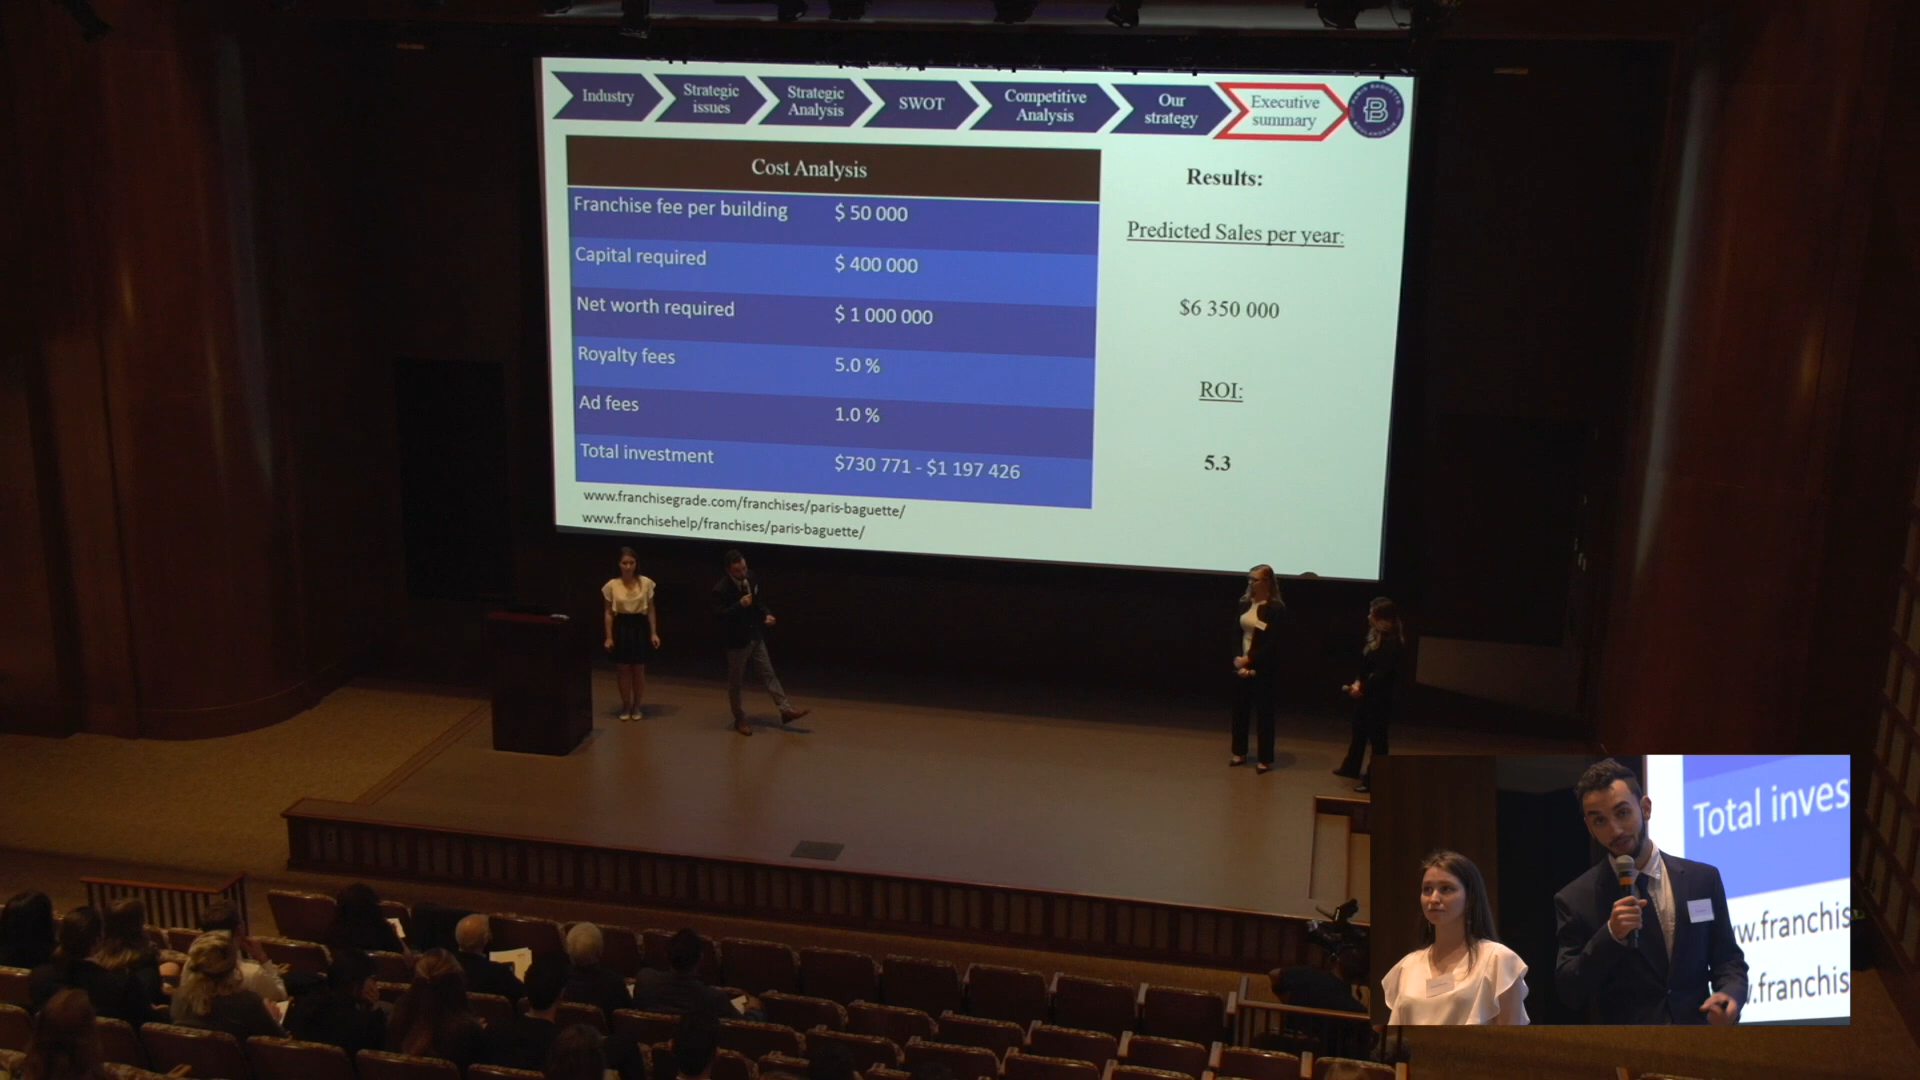 Industry
Strategic issues
Strategic Analysis
SWOT
Competitive Analysis
Our strategy
Executive summary
PARIS BAGUETTE
B
Cost Analysis
Franchise fee per building $ 50 000
Capital required $ 400 000
Net worth required $ 1 000 000
Royalty fees 5.0 %
Ad fees 1.0 %
Total investment $730 771 - $1 197 426
www.franchisegrade.com/franchises/paris-baguette/
www.franchisehelp/franchises/paris-baguette/
Results:
Predicted Sales per year:
$6 350 000
ROI:
5.3
Total inves
w.franchis
.franchis